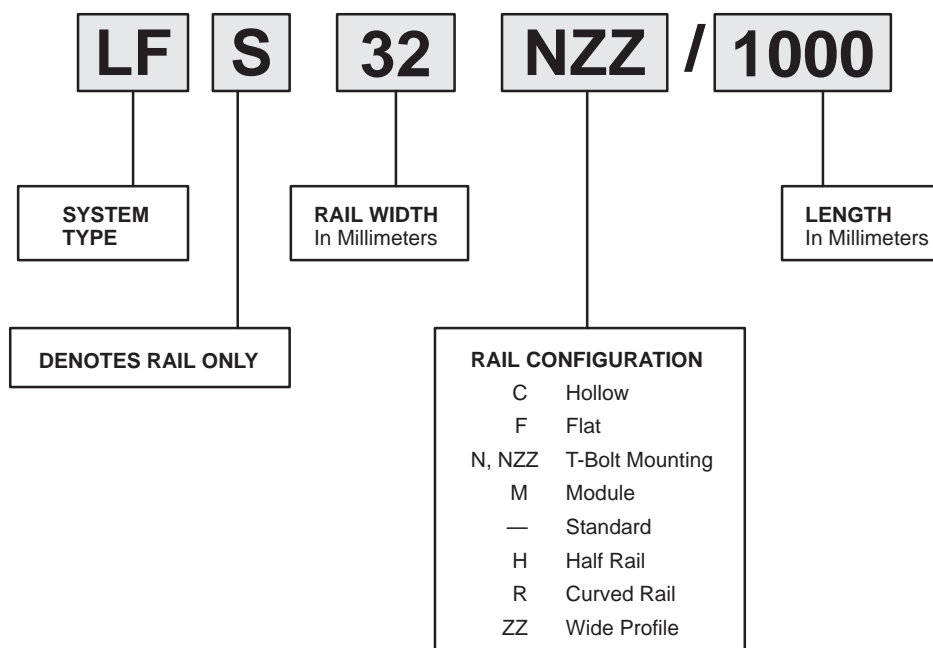 LF S 32 NZZ / 1000
SYSTEM
TYPE
RAIL WIDTH
In Millimeters
LENGTH
In Millimeters
DENOTES RAIL ONLY
RAIL CONFIGURATION
C Hollow
F Flat
N, NZZ T-Bolt Mounting
M Module
— Standard
H Half Rail
R Curved Rail
ZZ Wide Profile